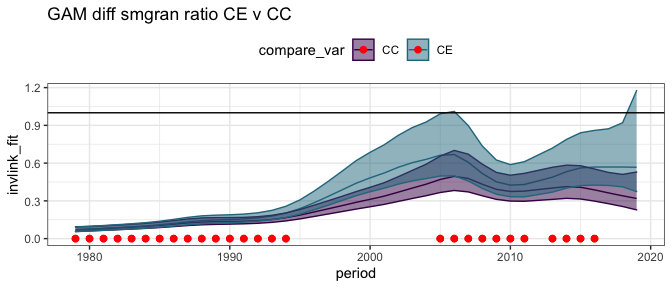 GAM diff smgran ratio CE v CC
compare_var CC CE
invlink_fit
1.2
0.9
0.6
0.3
0.0
1980 1990 2000 2010 2020
period